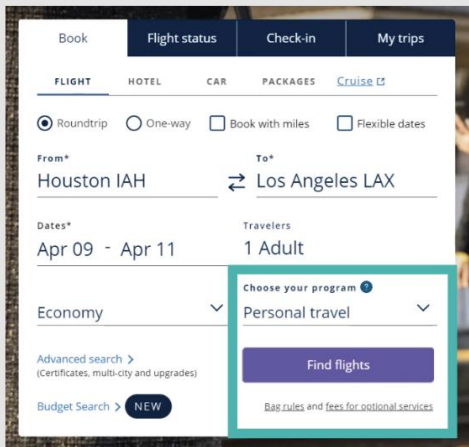 Book Flight status Check-in My trips
FLIGHT HOTEL CAR PACKAGES Cruise
Roundtrip One-way Book with miles Flexible dates
From* To*
Houston IAH Los Angeles LAX
Dates* Travelers
Apr 09 - Apr 11 1 Adult
Choose your program ?
Economy Personal travel
Advanced search > Find flights
(Certificates, multi-city and upgrades)
Budget Search > NEW Bag rules and fees for optional services